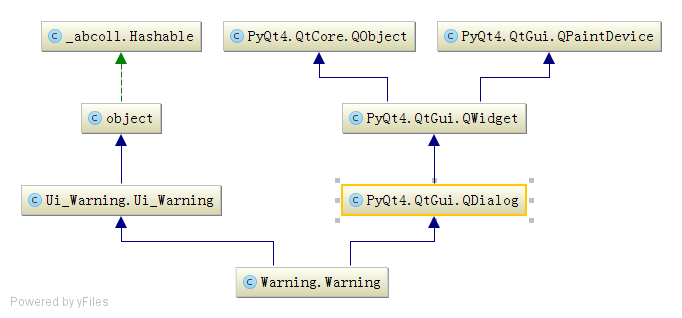 C _abcoll.Hashable
C PyQt4.QtCore.QObject
C PyQt4.QtGui.QPaintDevice
C object
C PyQt4.QtGui.QWidget
C Ui_Warning.Ui_Warning
C PyQt4.QtGui.QDialog
C Warning.Warning
Powered by yFiles